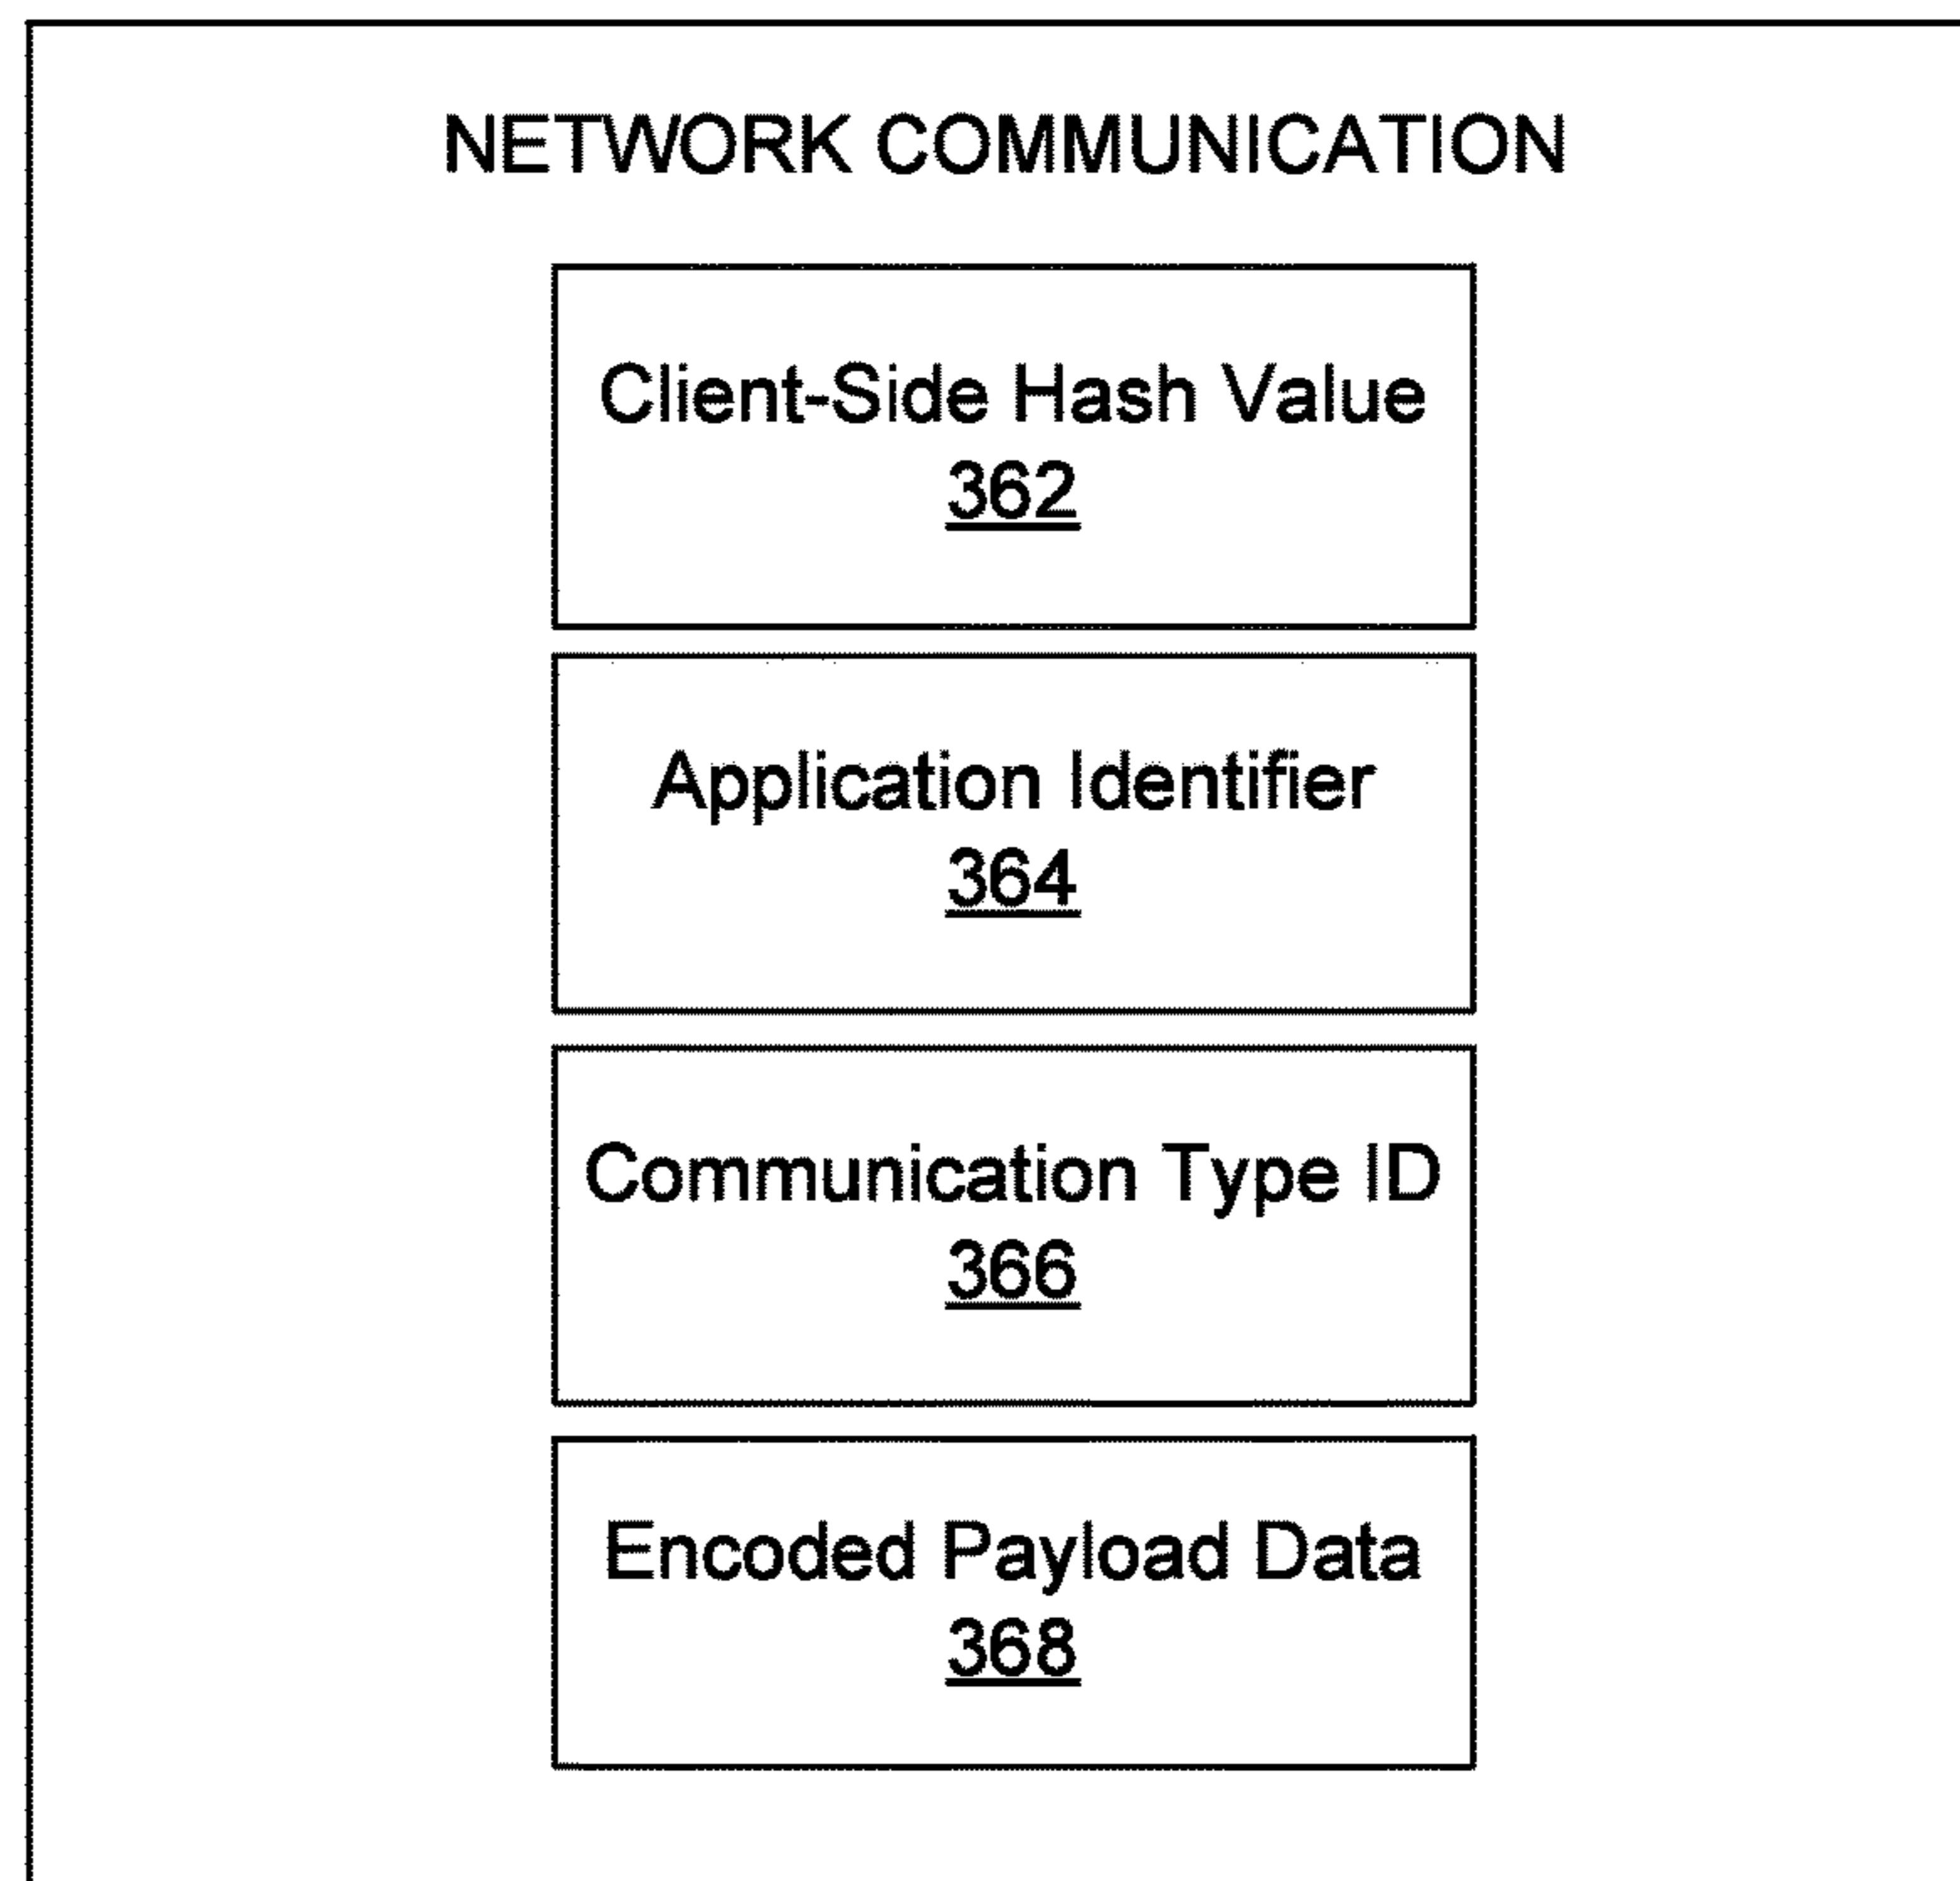 NETWORK COMMUNICATION
Client-Side Hash Value
362
Application Identifier
364
Communication Type ID
366
Encoded Payload Data
368